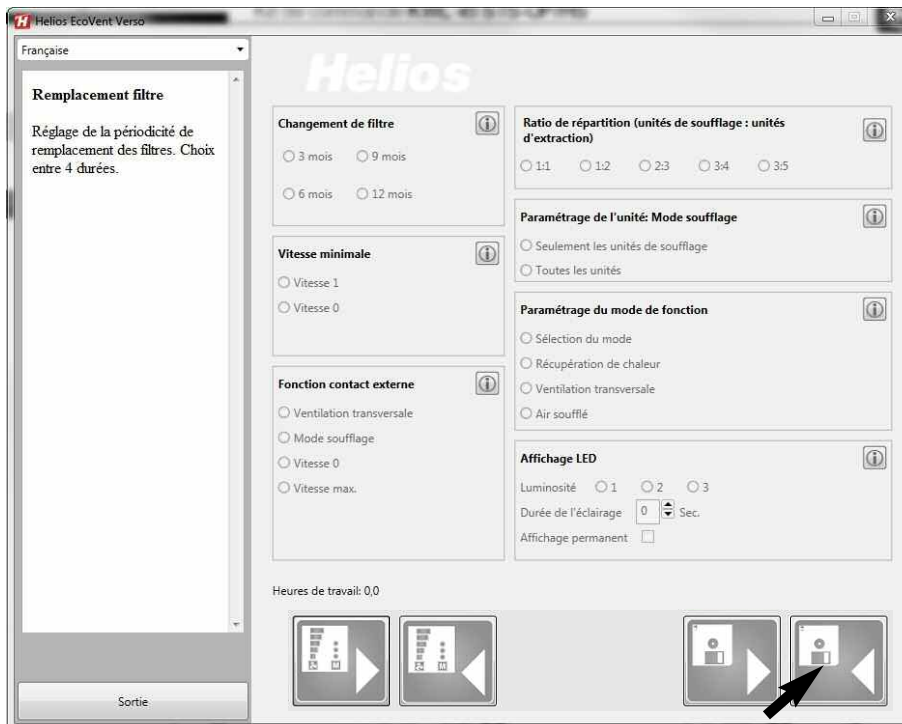 Helios EcoVent Verso
Française
Remplacement filtre
Réglage de la périodicité de
remplacement des filtres. Choix
entre 4 durées.
Sortie
Helios
Changement de filtre
3 mois 9 mois
6 mois 12 mois
Vitesse minimale
Vitesse 1
Vitesse 0
Fonction contact externe
Ventilation transversale
Mode soufflage
Vitesse 0
Vitesse max.
Ratio de répartition (unités de soufflage : unités
d'extraction)
1:1 1:2 2:3 3:4 3:5
Paramétrage de l'unité: Mode soufflage
Seulement les unités de soufflage
Toutes les unités
Paramétrage du mode de fonction
Sélection du mode
Récupération de chaleur
Ventilation transversale
Air soufflé
Affichage LED
Luminosité 1 2 3
Durée de l'éclairage 0 Sec.
Affichage permanent
Heures de travail: 0,0